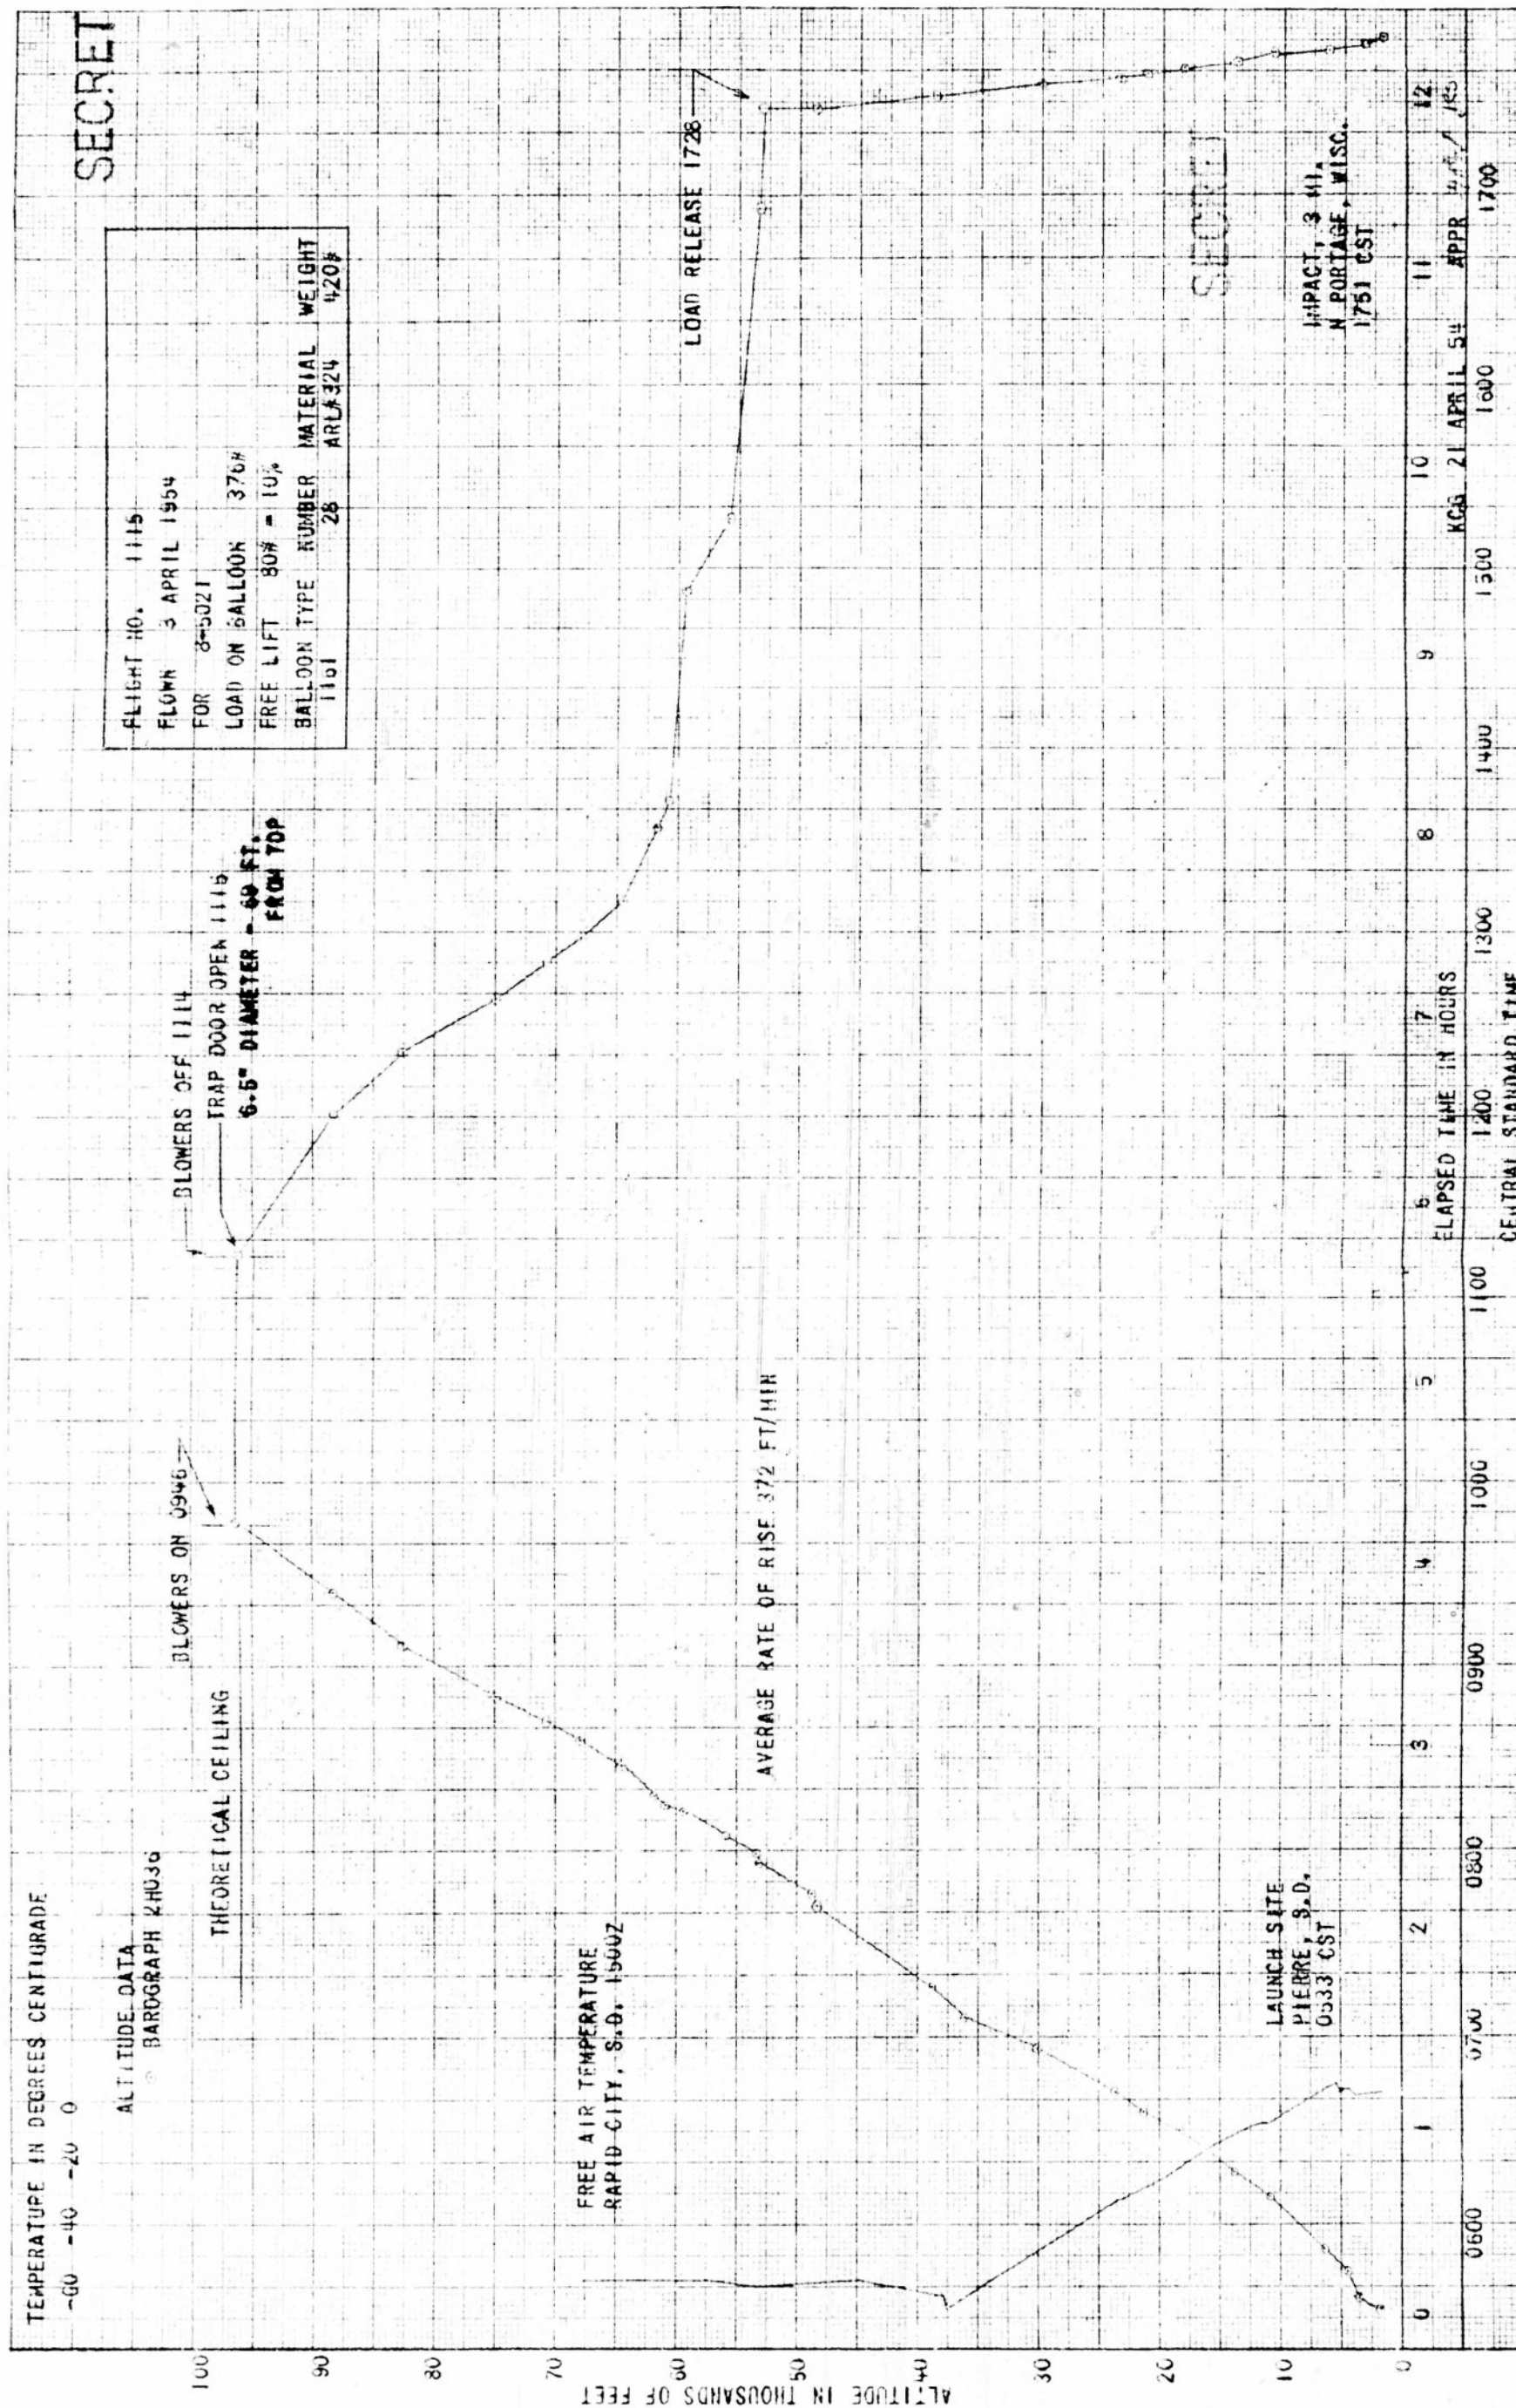 SECRET
TEMPERATURE IN DEGREES CENTIGRADE
-60 -40 -20 0
ALTITUDE DATA
BAROGRAPH 2H036
THEORETICAL CEILING
BLOWERS ON 0946
BLOWERS OFF 1114
TRAP DOOR OPEN 1115
6.5" DIAMETER - 60 FT.
FROM TOP
FLIGHT NO. 1115
FLOWN 3 APRIL 1954
FOR
LOAD ON BALLOON 376#
FREE LIFT 80# = 10%
BALLOON TYPE NUMBER MATERIAL WEIGHT
1161 28 420#
LOAD RELEASE 1728
FREE AIR TEMPERATURE
RAPID CITY, S.D. 1500Z
AVERAGE RATE OF RISE 372 FT/MIN
LAUNCH SITE
PIERRE, S.D.
0533 CST
SECRET
IMPACT, 3 MI.
N PORTAGE, WISC.
1751 CST
ALTITUDE IN THOUSANDS OF FEET
100
90
80
70
60
50
40
30
20
10
0
0 1 2 3 4 5 6 7 8 9 10 11 12
ELAPSED TIME IN HOURS
KCG 21 APRIL 54 APPR
0600 0700 0800 0900 1000 1100 1200 1300 1400 1500 1600 1700
CENTRAL STANDARD TIME